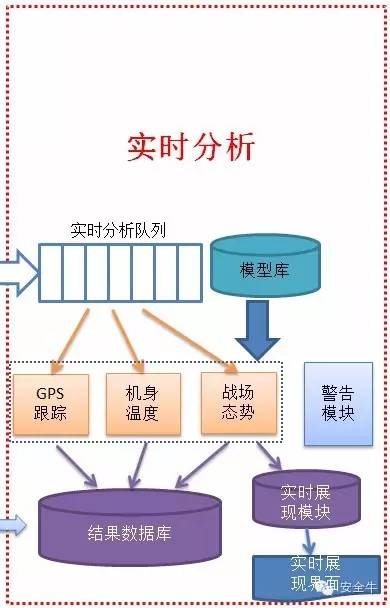 实时分析
实时分析队列
模型库
GPS
跟踪
机身
温度
战场
态势
警告
模块
结果数据库
实时展
现模块
实时展
现界面
安全牛